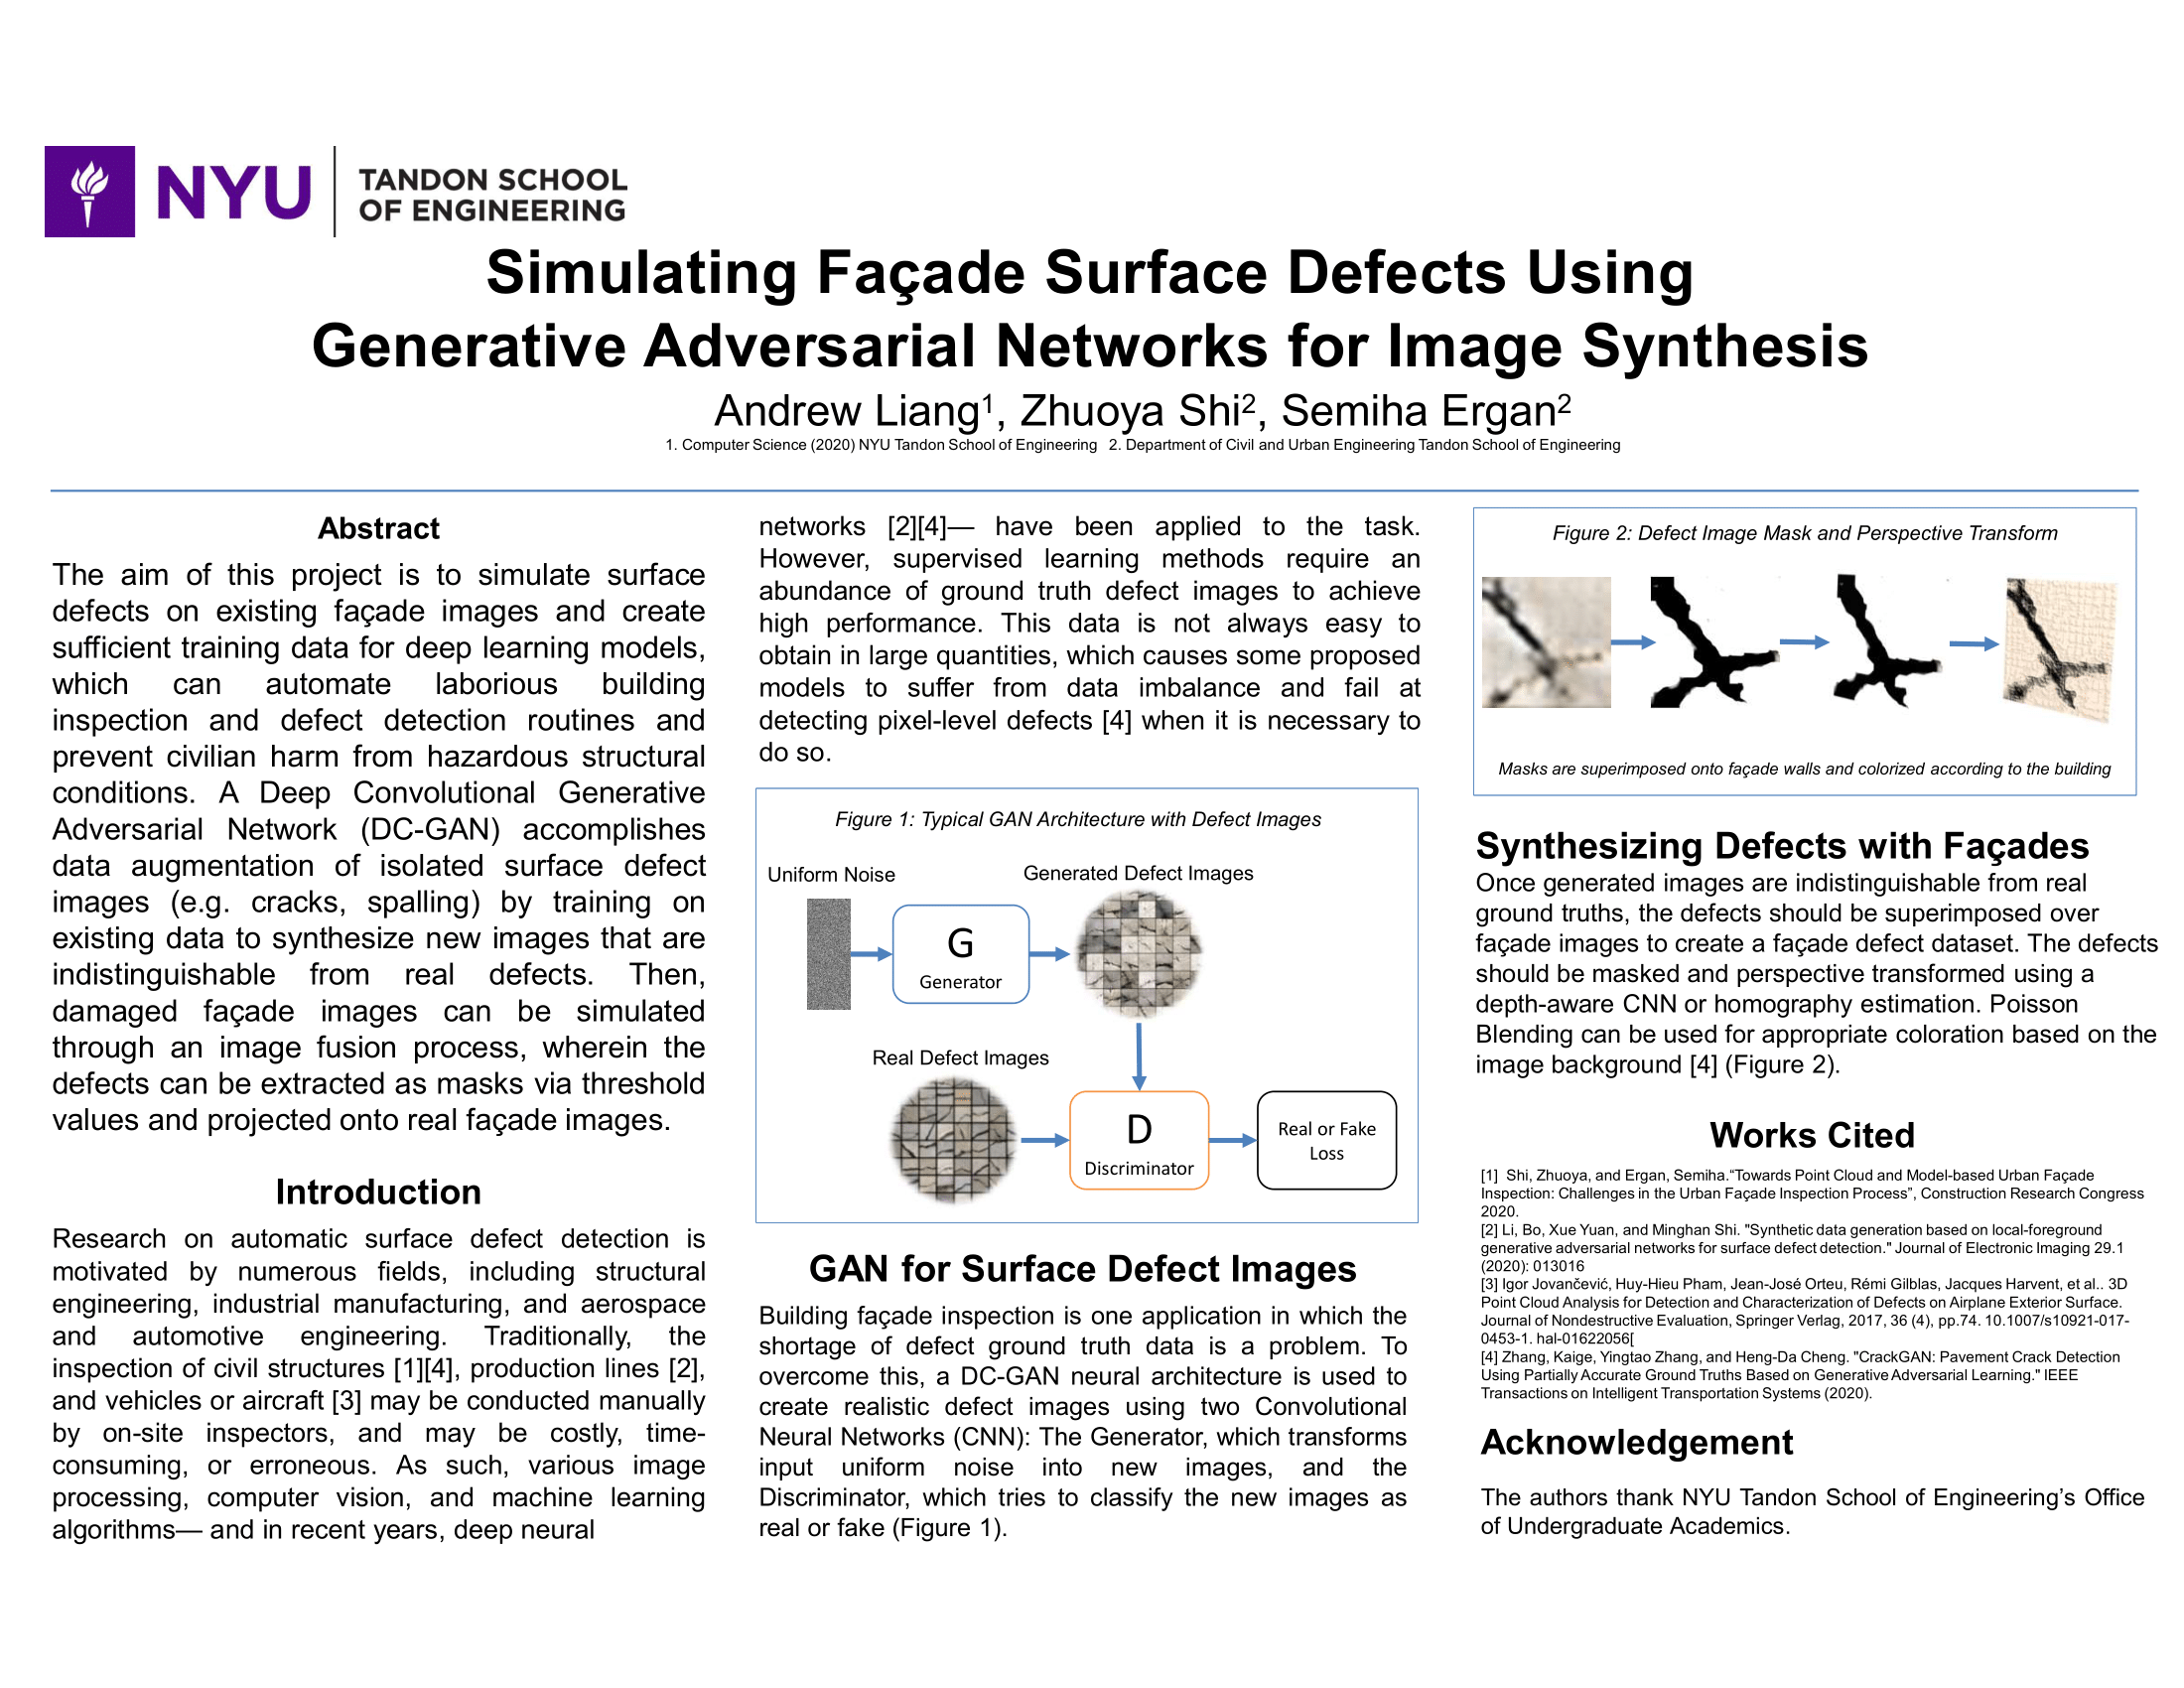 NYU
TANDON SCHOOL
OF ENGINEERING
Simulating Façade Surface Defects Using
Generative Adversarial Networks for Image Synthesis
Andrew Liang1, Zhuoya Shi2, Semiha Ergan2
1. Computer Science (2020) NYU Tandon School of Engineering 2. Department of Civil and Urban Engineering Tandon School of Engineering
Abstract
The aim of this project is to simulate surface
defects on existing façade images and create
sufficient training data for deep learning models,
which can automate laborious building
inspection and defect detection routines and
prevent civilian harm from hazardous structural
conditions. A Deep Convolutional Generative
Adversarial Network (DC-GAN) accomplishes
data augmentation of isolated surface defect
images (e.g. cracks, spalling) by training on
existing data to synthesize new images that are
indistinguishable from real defects. Then,
damaged façade images can be simulated
through an image fusion process, wherein the
defects can be extracted as masks via threshold
values and projected onto real façade images.
Introduction
Research on automatic surface defect detection is
motivated by numerous fields, including structural
engineering, industrial manufacturing, and aerospace
and automotive engineering. Traditionally, the
inspection of civil structures [1][4], production lines [2],
and vehicles or aircraft [3] may be conducted manually
by on-site inspectors, and may be costly, time-
consuming, or erroneous. As such, various image
processing, computer vision, and machine learning
algorithms— and in recent years, deep neural
networks [2][4]— have been applied to the task.
However, supervised learning methods require an
abundance of ground truth defect images to achieve
high performance. This data is not always easy to
obtain in large quantities, which causes some proposed
models to suffer from data imbalance and fail at
detecting pixel-level defects [4] when it is necessary to
do so.
Figure 1: Typical GAN Architecture with Defect Images
Uniform Noise
Generated Defect Images
G
Generator
Real Defect Images
D
Discriminator
Real or Fake
Loss
GAN for Surface Defect Images
Building façade inspection is one application in which the
shortage of defect ground truth data is a problem. To
overcome this, a DC-GAN neural architecture is used to
create realistic defect images using two Convolutional
Neural Networks (CNN): The Generator, which transforms
input uniform noise into new images, and the
Discriminator, which tries to classify the new images as
real or fake (Figure 1).
Figure 2: Defect Image Mask and Perspective Transform
Masks are superimposed onto façade walls and colorized according to the building
Synthesizing Defects with Façades
Once generated images are indistinguishable from real
ground truths, the defects should be superimposed over
façade images to create a façade defect dataset. The defects
should be masked and perspective transformed using a
depth-aware CNN or homography estimation. Poisson
Blending can be used for appropriate coloration based on the
image background [4] (Figure 2).
Works Cited
[1] Shi, Zhuoya, and Ergan, Semiha.“Towards Point Cloud and Model-based Urban Façade
Inspection: Challenges in the Urban Façade Inspection Process”, Construction Research Congress
2020.
[2] Li, Bo, Xue Yuan, and Minghan Shi. "Synthetic data generation based on local-foreground
generative adversarial networks for surface defect detection." Journal of Electronic Imaging 29.1
(2020): 013016
[3] Igor Jovančević, Huy-Hieu Pham, Jean-José Orteu, Rémi Gilblas, Jacques Harvent, et al.. 3D
Point Cloud Analysis for Detection and Characterization of Defects on Airplane Exterior Surface.
Journal of Nondestructive Evaluation, Springer Verlag, 2017, 36 (4), pp.74. 10.1007/s10921-017-
0453-1. hal-01622056[
[4] Zhang, Kaige, Yingtao Zhang, and Heng-Da Cheng. "CrackGAN: Pavement Crack Detection
Using Partially Accurate Ground Truths Based on Generative Adversarial Learning." IEEE
Transactions on Intelligent Transportation Systems (2020).
Acknowledgement
The authors thank NYU Tandon School of Engineering’s Office
of Undergraduate Academics.